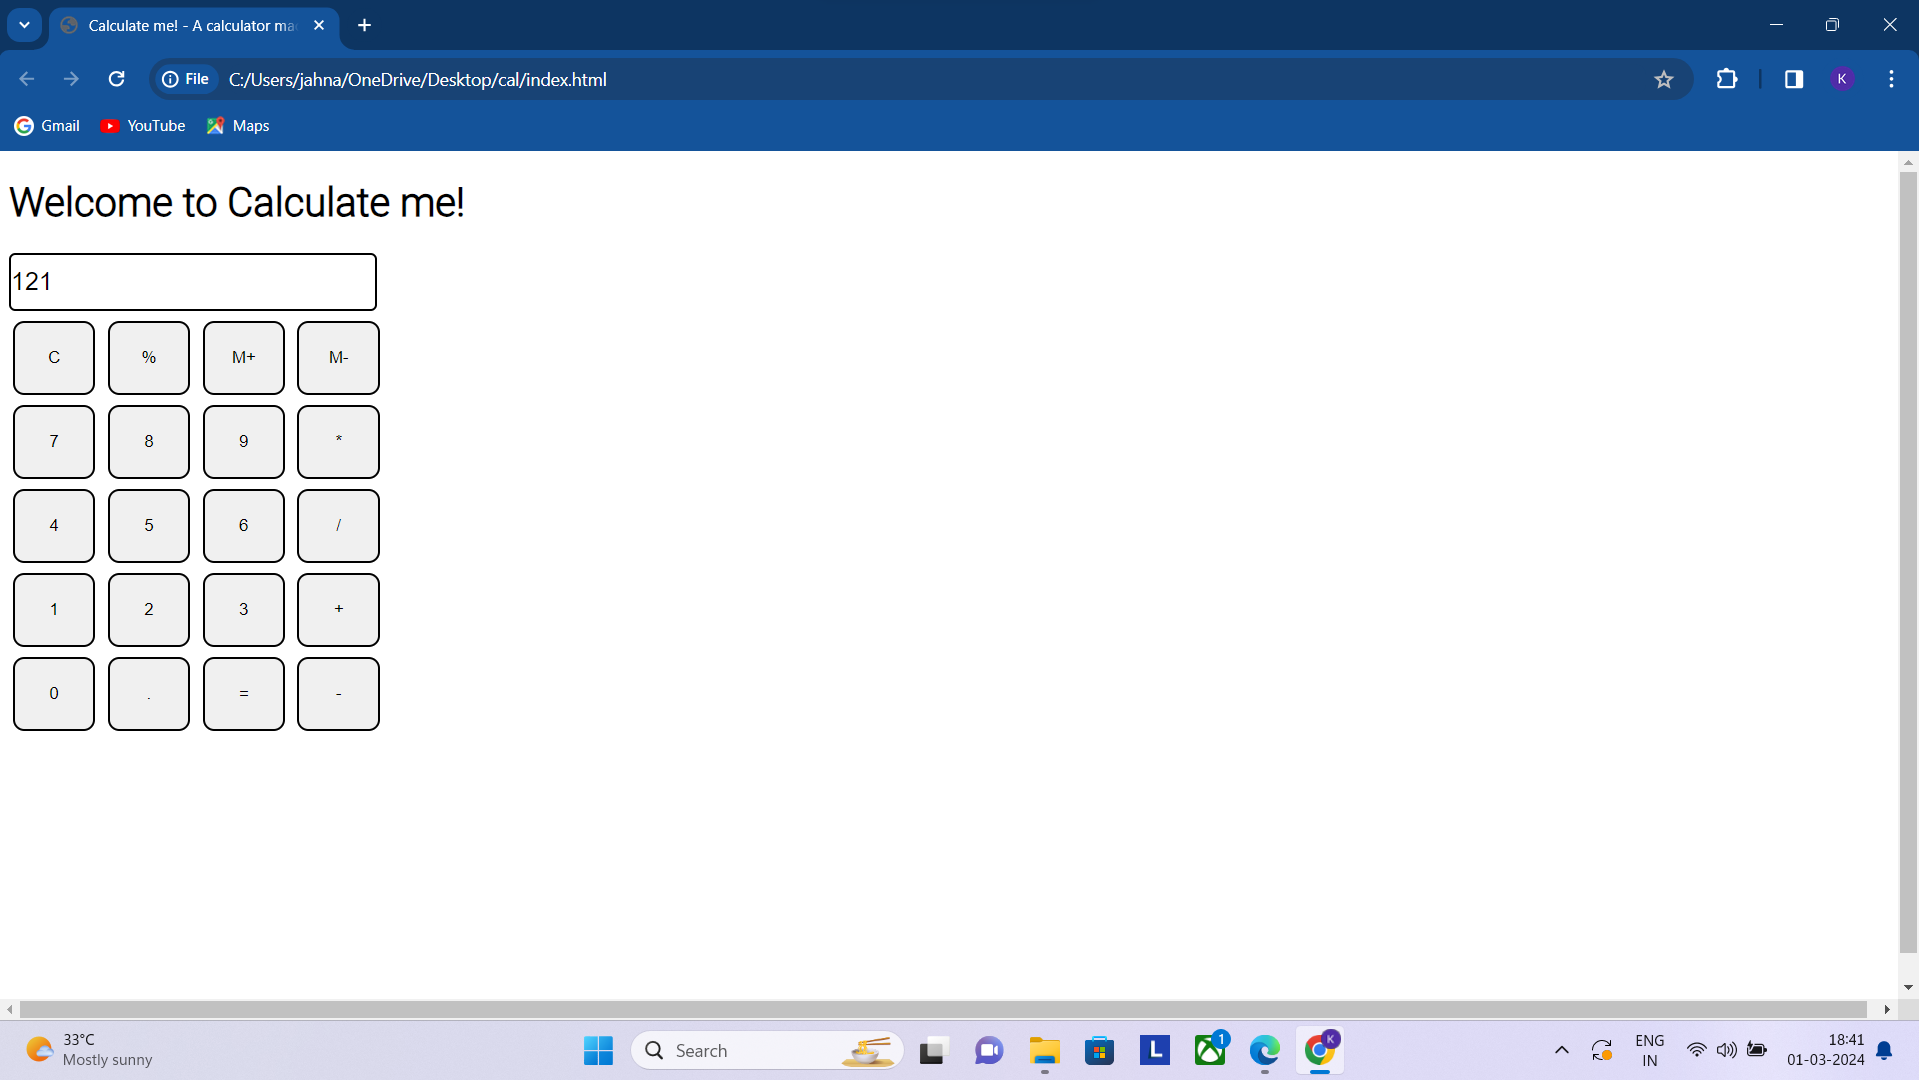 Calculate me! - A calculator ma
File
C:/Users/jahna/OneDrive/Desktop/cal/index.html
K
Gmail
YouTube
Maps
Welcome to Calculate me!
121
C % M+ M-
7 8 9 *
4 5 6 /
1 2 3 +
0 . = -
33°C
Mostly sunny
Search
L
1
K
ENG
IN
18:41
01-03-2024